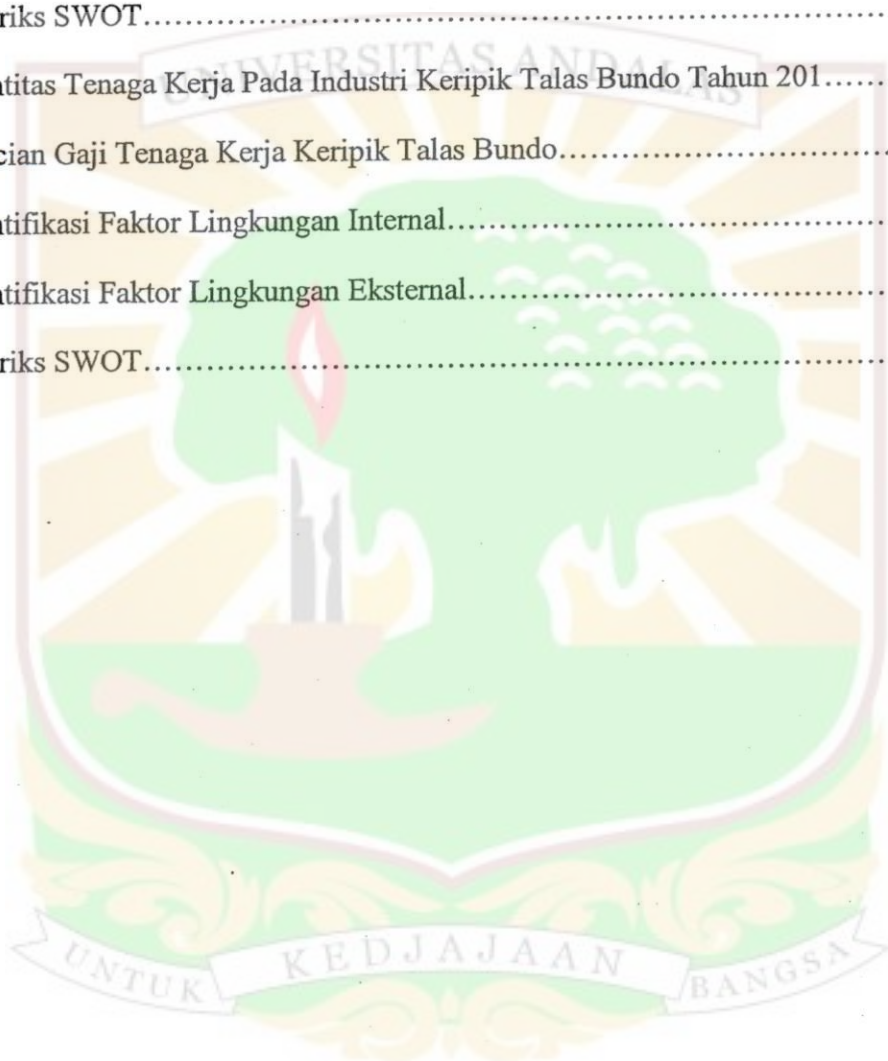 riks SWOT
UNIVERSITAS ANDALAS
titas Tenaga Kerja Pada Industri Keripik Talas Bundo Tahun 201
cian Gaji Tenaga Kerja Keripik Talas Bundo
tifikasi Faktor Lingkungan Internal
tifikasi Faktor Lingkungan Eksternal
riks SWOT
UNTUK KEDJAJAAN BANGSA